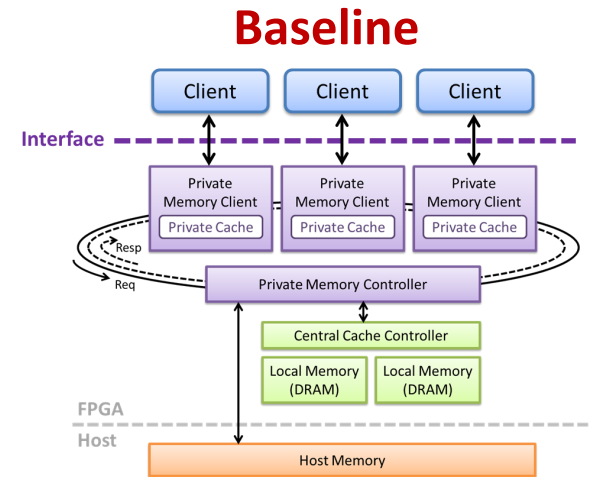 Baseline
Client
Client
Client
Interface
Private
Memory Client
Private Cache
Private
Memory Client
Private Cache
Private
Memory Client
Private Cache
Resp
Req
Private Memory Controller
Central Cache Controller
Local Memory
(DRAM)
Local Memory
(DRAM)
FPGA
Host
Host Memory